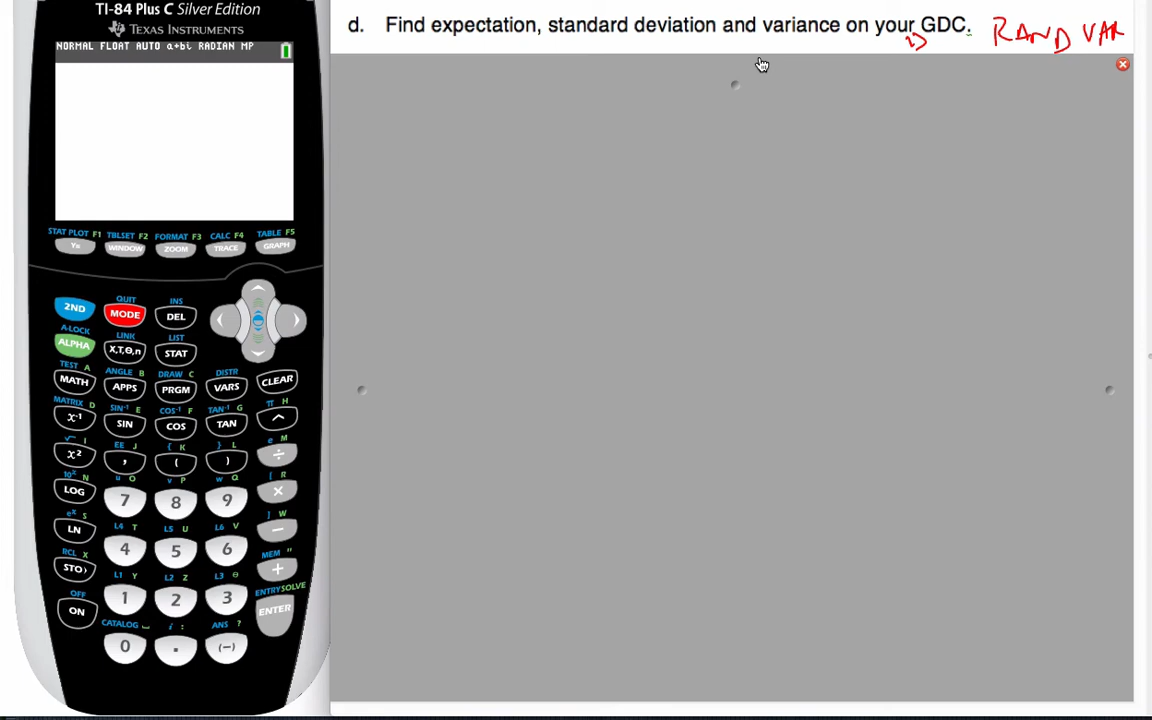 TI-84 Plus C Silver Edition
TEXAS INSTRUMENTS
NORMAL FLOAT AUTO a+bi RADIAN MP
d. Find expectation, standard deviation and variance on your GDC. RAND VAR
STAT PLOT F1 TBLSET F2 FORMAT F3 CALC F4 TABLE F5
Y= WINDOW ZOOM TRACE GRAPH
QUIT INS
2ND MODE DEL
A-LOCK LINK LIST
ALPHA X,T,θ,n STAT
TEST A ANGLE B DRAW C DISTR
MATH APPS PRGM VARS CLEAR
MATRIX D SIN⁻¹ E COS⁻¹ F TAN⁻¹ G π H
x⁻¹ SIN COS TAN ^
√ I EE J { K } L e M
x² , ( ) ÷
10ˣ N u O v P w Q [ R
LOG 7 8 9 ×
eˣ S L4 T L5 U L6 V ] W
LN 4 5 6 −
RCL X L1 Y L2 Z L3 θ MEM "
STO› 1 2 3 +
OFF CATALOG i : ANS ? ENTRY SOLVE
ON 0 . (−) ENTER